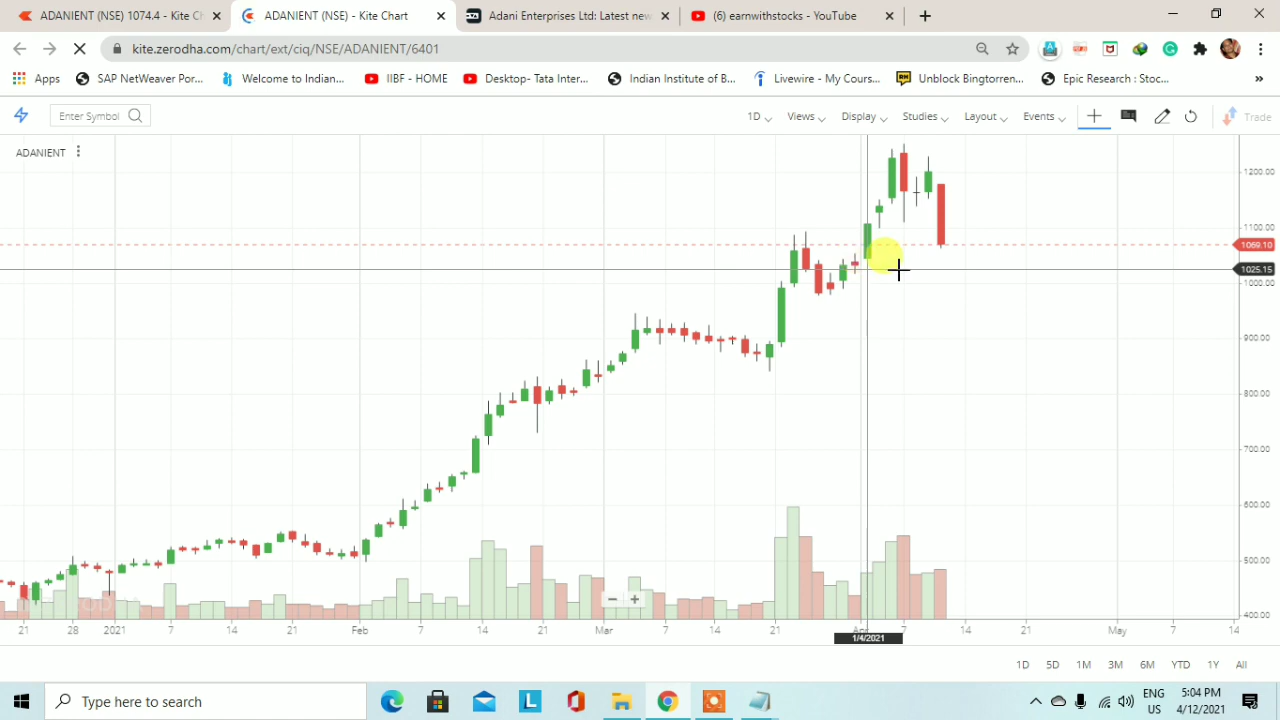 ADANIENT (NSE) 1074.4 - Kite C
ADANIENT (NSE) - Kite Chart
Adani Enterprises Ltd: Latest new
(6) earnwithstocks - YouTube
kite.zerodha.com/chart/ext/ciq/NSE/ADANIENT/6401
Apps
SAP NetWeaver Por...
Welcome to Indian...
IIBF - HOME
Desktop- Tata Inter...
Indian Institute of B...
Livewire - My Cours...
Unblock Bingtorren...
Epic Research : Stoc...
»
Enter Symbol
1D
Views
Display
Studies
Layout
Events
Trade
ADANIENT
1200.00
1100.00
1069.10
1025.15
1000.00
900.00
800.00
700.00
600.00
500.00
400.00
21 28 2021 7 14 21 Feb 7 14 21 Mar 7 14 21 7 14 21 May 7 14
1/4/2021
1D 5D 1M 3M 6M YTD 1Y All
Type here to search
ENG
US
5:04 PM
4/12/2021